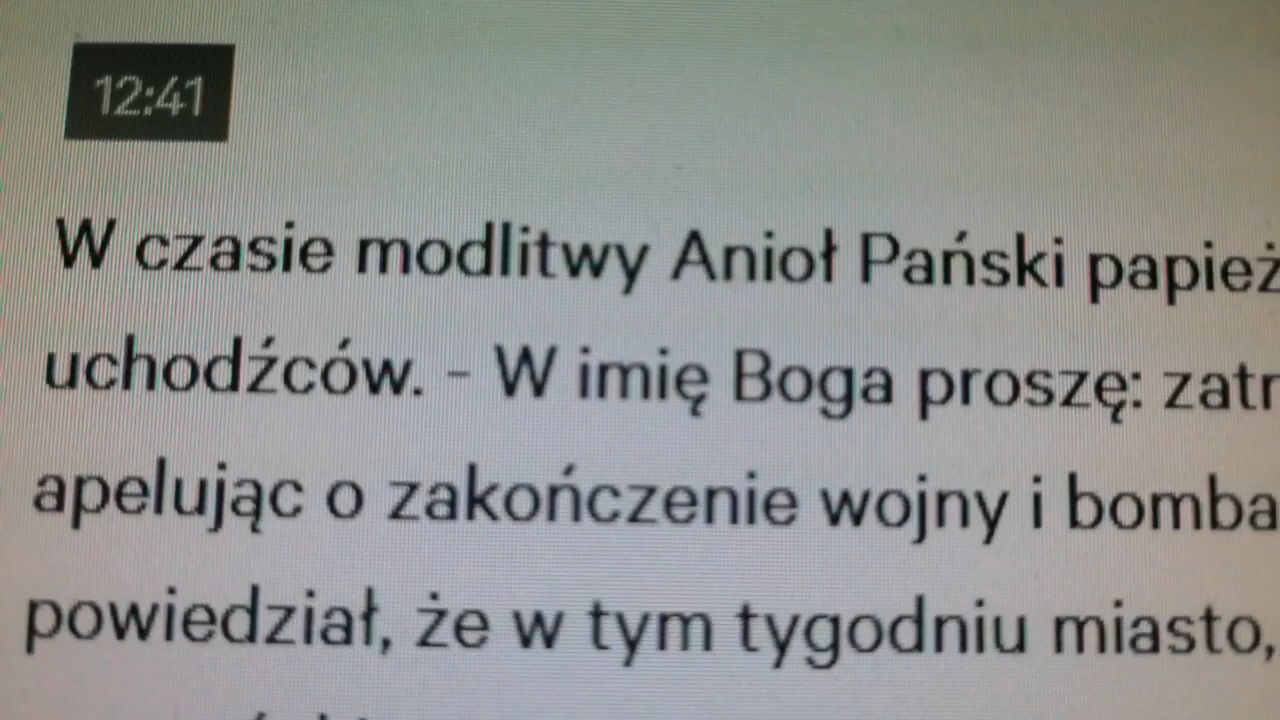 12:41
W czasie modlitwy Anioł Pański papież
uchodźców. - W imię Boga proszę: zatr
apelując o zakończenie wojny i bomba
powiedział, że w tym tygodniu miasto,